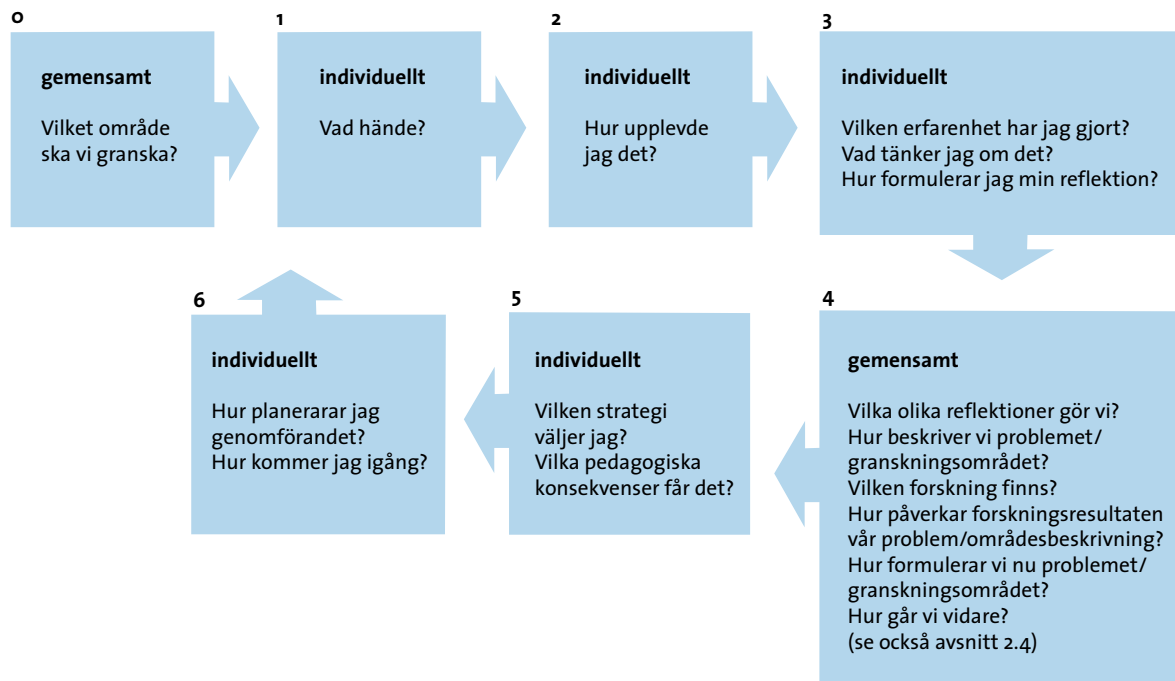 0
gemensamt
Vilket område
ska vi granska?
1
individuellt
Vad hände?
2
individuellt
Hur upplevde
jag det?
3
individuellt
Vilken erfarenhet har jag gjort?
Vad tänker jag om det?
Hur formulerar jag min reflektion?
4
gemensamt
Vilka olika reflektioner gör vi?
Hur beskriver vi problemet/
granskningsområdet?
Vilken forskning finns?
Hur påverkar forskningsresultaten
vår problem/områdesbeskrivning?
Hur formulerar vi nu problemet/
granskningsområdet?
Hur går vi vidare?
(se också avsnitt 2.4)
5
individuellt
Vilken strategi
väljer jag?
Vilka pedagogiska
konsekvenser får det?
6
individuellt
Hur planerarar jag
genomförandet?
Hur kommer jag igång?